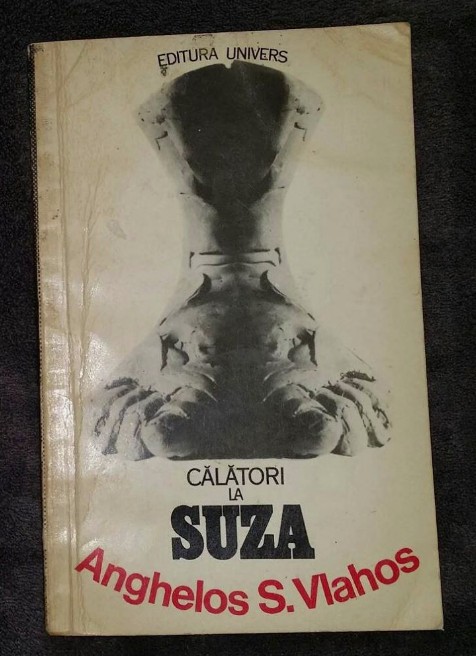 EDITURA UNIVERS
CĂLĂTORI
LA
SUZA
Anghelos S. Vlahos